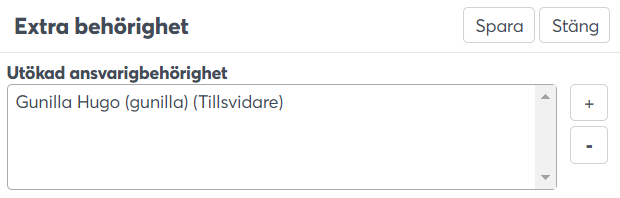 Extra behörighet
Spara
Stäng
Utökad ansvarigbehörighet
Gunilla Hugo (gunilla) (Tillsvidare)
+
-